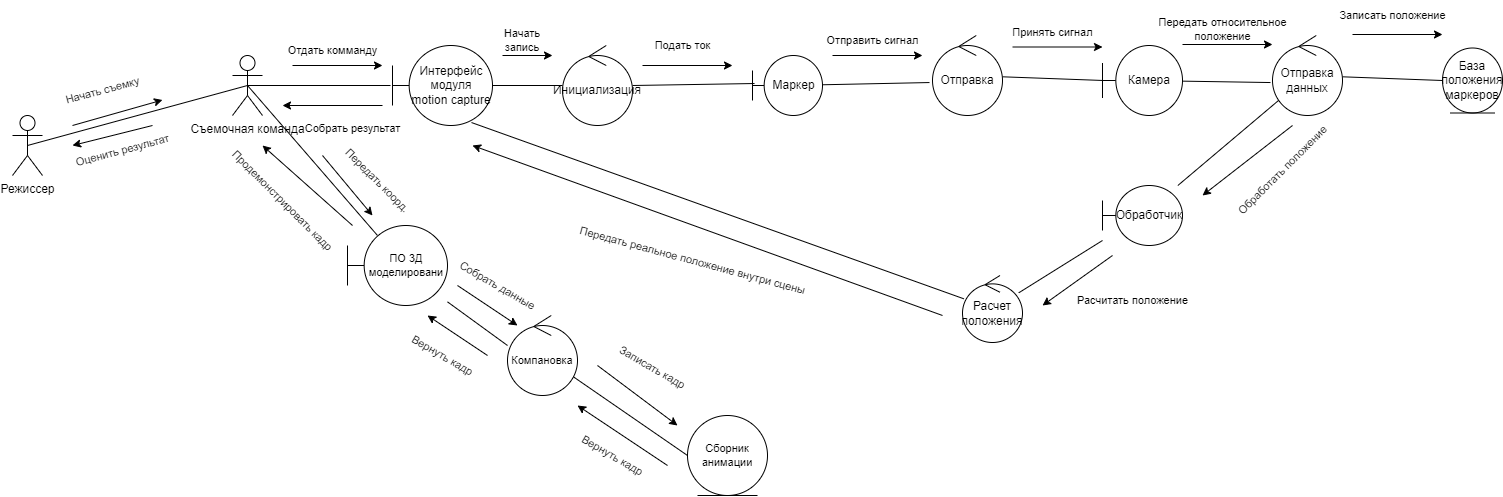 Начать съемку
Оценить результат
Режиссер
Съемочная команда
Отдать комманду
Собрать результат
Интерфейс
модуля
motion capture
Начать
запись
Инициализация
Подать ток
Маркер
Отправить сигнал
Отправка
Принять сигнал
Камера
Передать относительное
положение
Отправка
данных
Записать положение
База
положения
маркеров
Обработать положение
Обработчик
Расчитать положение
Расчет
положения
Передать реальное положение внутри сцены
Передать коорд.
Продемонстрировать кадр
ПО 3Д
моделировани
Собрать данные
Вернуть кадр
Компановка
Записать кадр
Вернуть кадр
Сборник
анимации